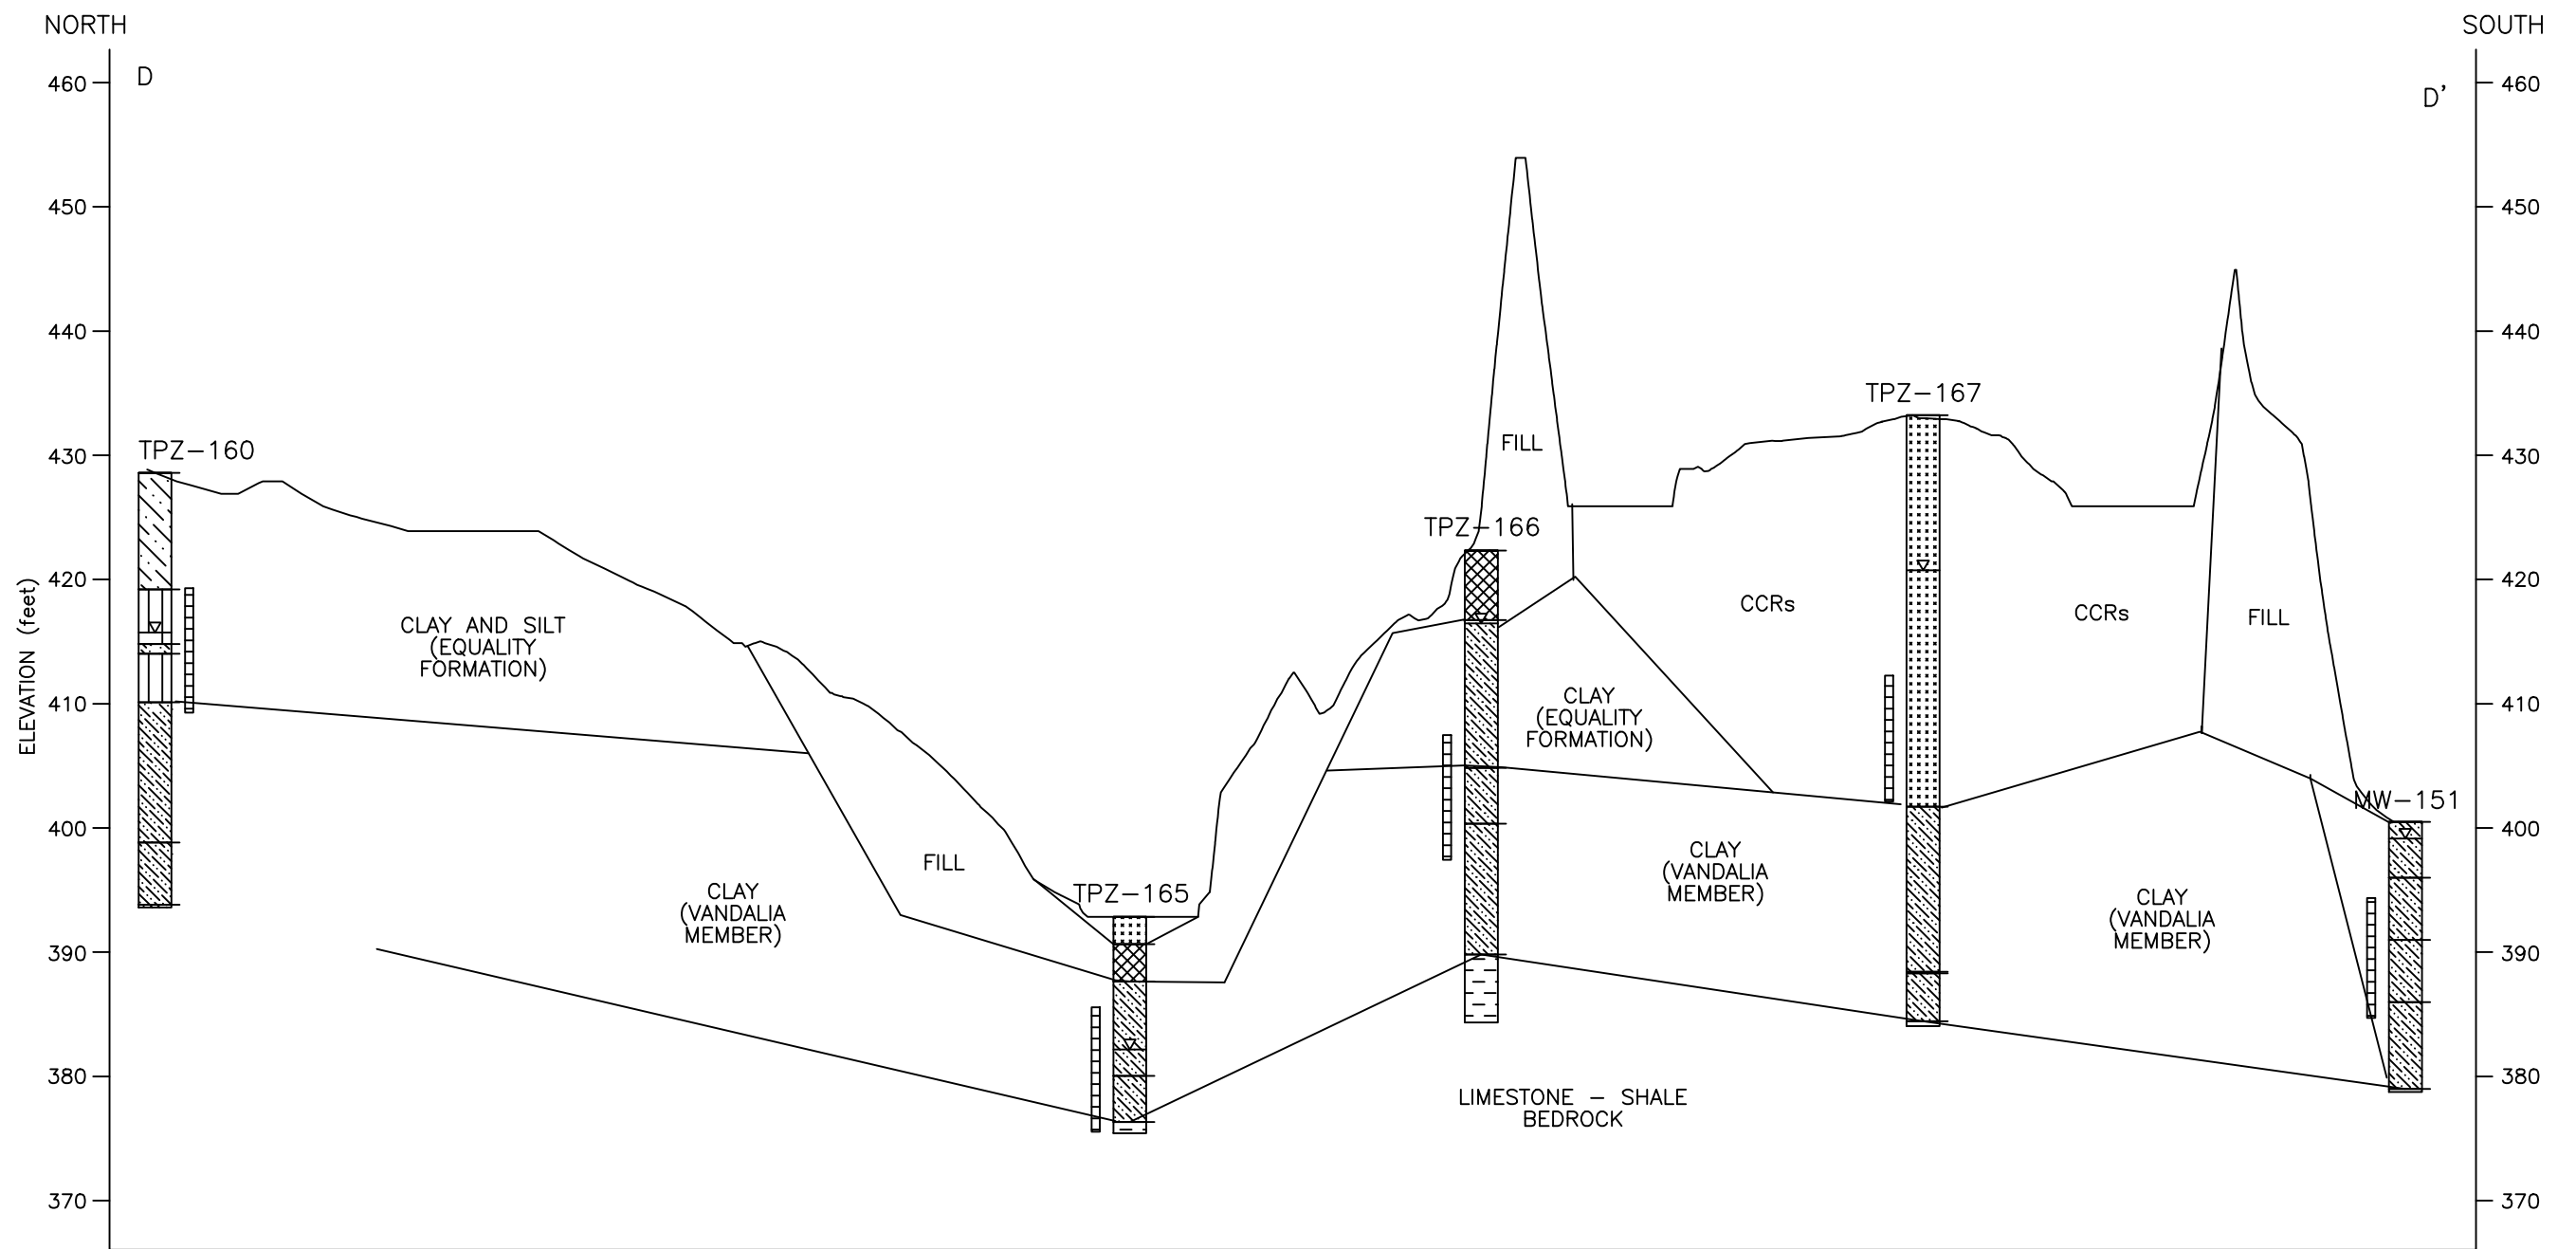 NORTH
SOUTH
D
D'
460
450
440
430
420
410
400
390
380
370
ELEVATION (feet)
460
450
440
430
420
410
400
390
380
370
TPZ-160
TPZ-165
TPZ-166
TPZ-167
MW-151
CLAY AND SILT
(EQUALITY
FORMATION)
CLAY
(VANDALIA
MEMBER)
FILL
FILL
CLAY
(EQUALITY
FORMATION)
CCRs
CCRs
FILL
CLAY
(VANDALIA
MEMBER)
CLAY
(VANDALIA
MEMBER)
LIMESTONE - SHALE
BEDROCK